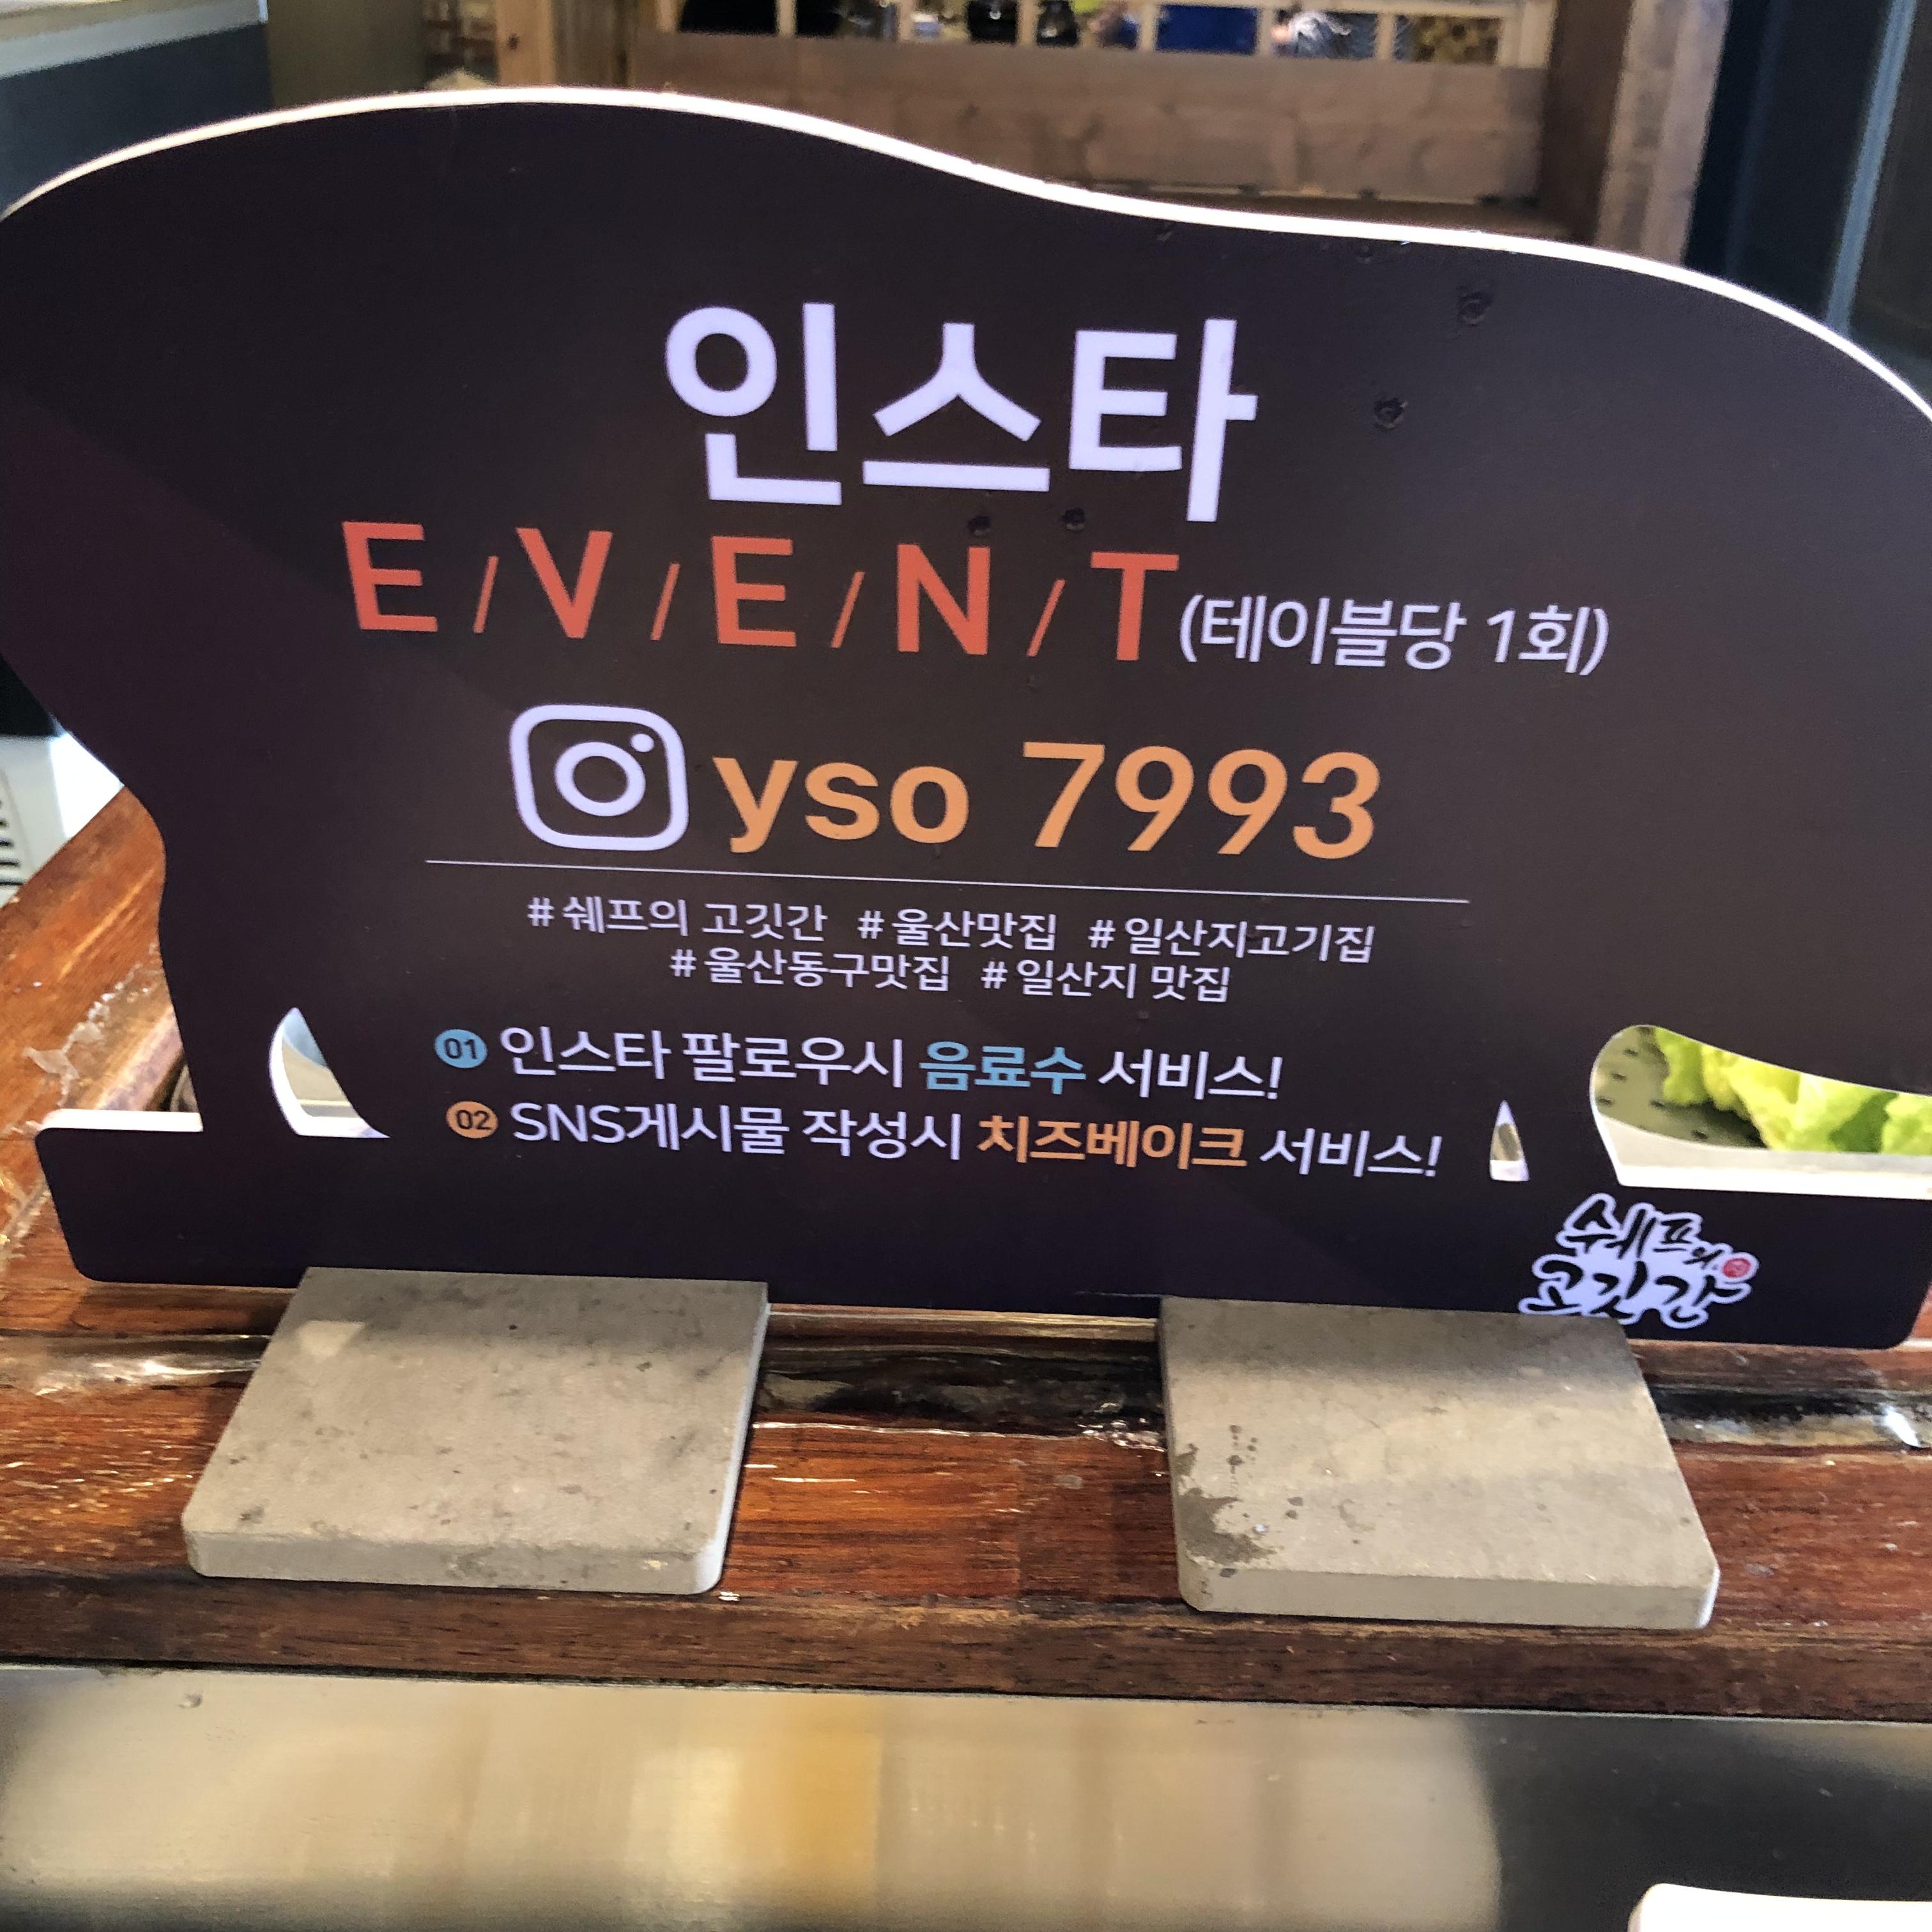 인스타
E/V/E/N/T(테이블당 1회)
yso 7993
#쉐프의 고깃간 #울산맛집 #일산지고기집
#울산동구맛집 #일산지 맛집
01 인스타 팔로우시 음료수 서비스!
02 SNS게시물 작성시 치즈베이크 서비스!
쉐프의
고깃간